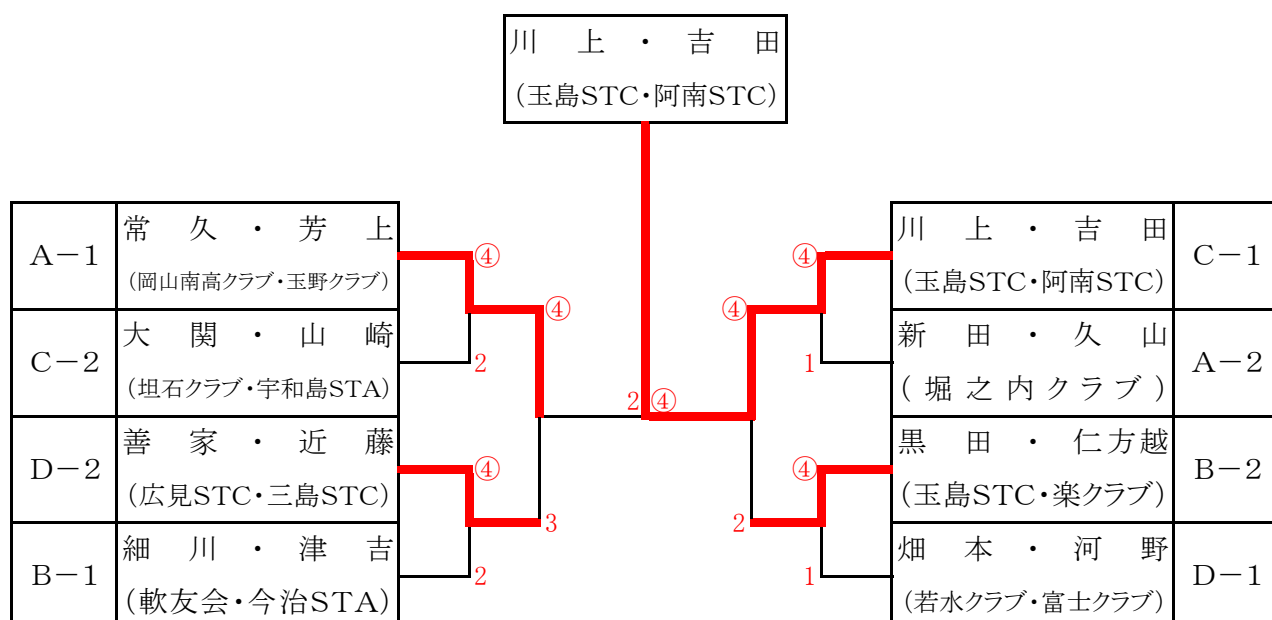 川上・吉田
(玉島STC・阿南STC)
A-1
常久・芳上
(岡山南高クラブ・玉野クラブ)
④
C-2
大関・山崎
(坦石クラブ・宇和島STA)
2
④
D-2
善家・近藤
(広見STC・三島STC)
④
B-1
細川・津吉
(軟友会・今治STA)
2
3
2
④
川上・吉田
(玉島STC・阿南STC)
C-1
④
新田・久山
(堀之内クラブ)
A-2
1
④
黒田・仁方越
(玉島STC・楽クラブ)
B-2
④
畑本・河野
(若水クラブ・富士クラブ)
D-1
1
2